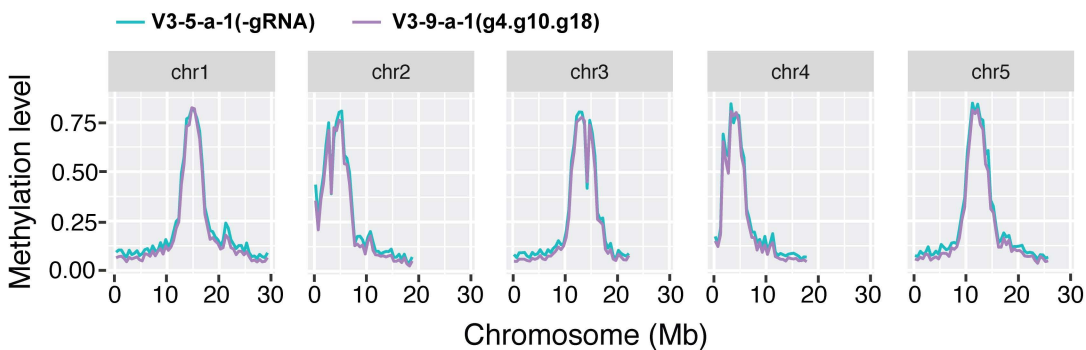 V3-5-a-1(-gRNA) V3-9-a-1(g4.g10.g18)
chr1 chr2 chr3 chr4 chr5
Methylation level
0.75
0.50
0.25
0.00
0 10 20 30 0 10 20 30 0 10 20 30 0 10 20 30 0 10 20 30
Chromosome (Mb)